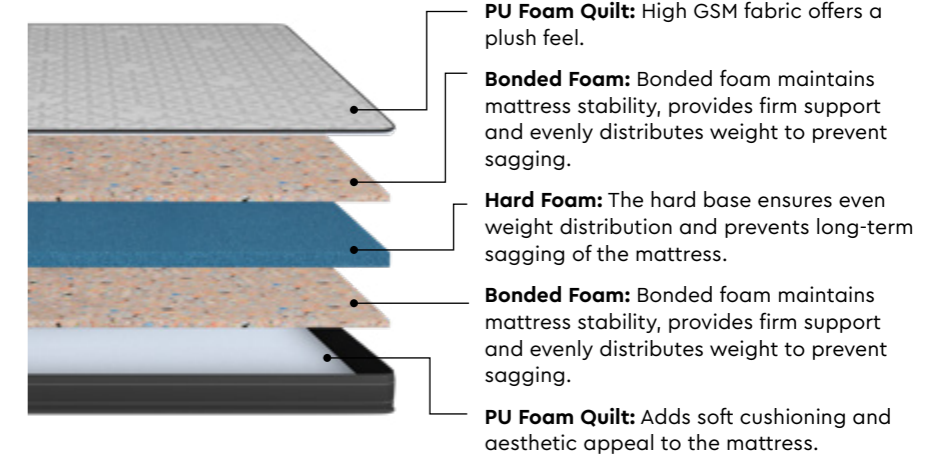 PU Foam Quilt: High GSM fabric offers a
plush feel.
Bonded Foam: Bonded foam maintains
mattress stability, provides firm support
and evenly distributes weight to prevent
sagging.
Hard Foam: The hard base ensures even
weight distribution and prevents long-term
sagging of the mattress.
Bonded Foam: Bonded foam maintains
mattress stability, provides firm support
and evenly distributes weight to prevent
sagging.
PU Foam Quilt: Adds soft cushioning and
aesthetic appeal to the mattress.